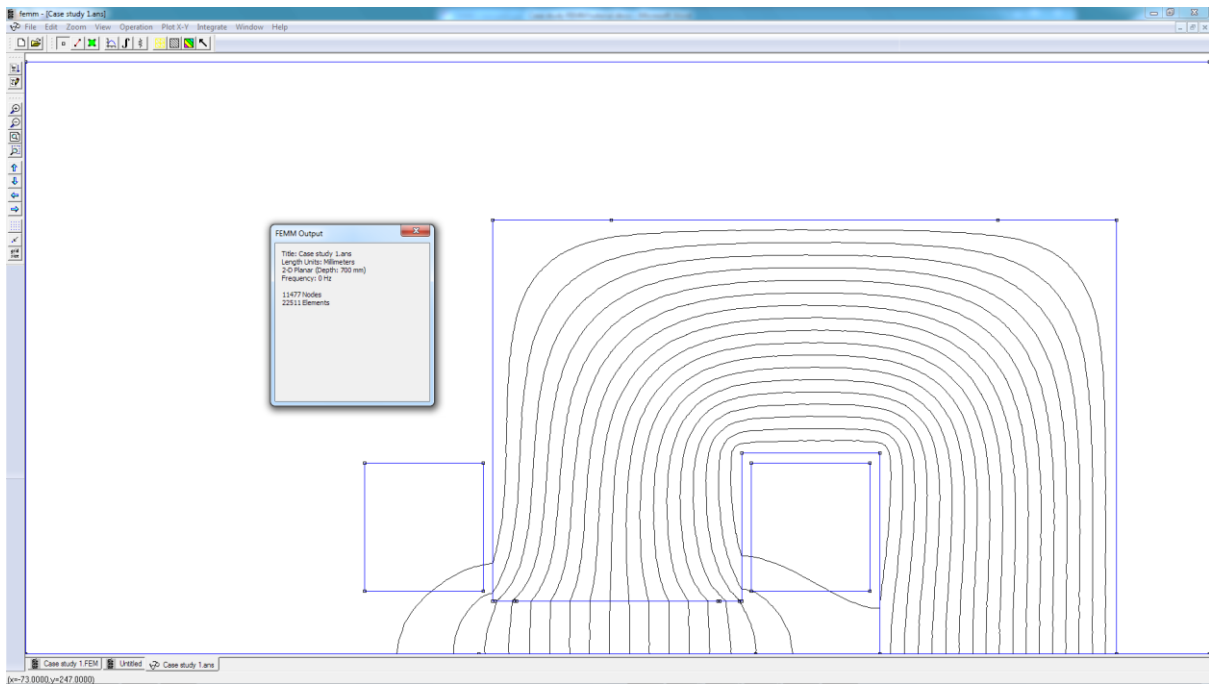 femm - [Case study 1.ans]
File Edit Zoom View Operation Plot X-Y Integrate Window Help
FEMM Output
Title: Case study 1.ans
Length Units: Millimeters
2-D Planar (Depth: 700 mm)
Frequency: 0 Hz
11477 Nodes
22511 Elements
Case study 1.FEM Untitled Case study 1.ans
(x=-73.0000,y=247.0000)